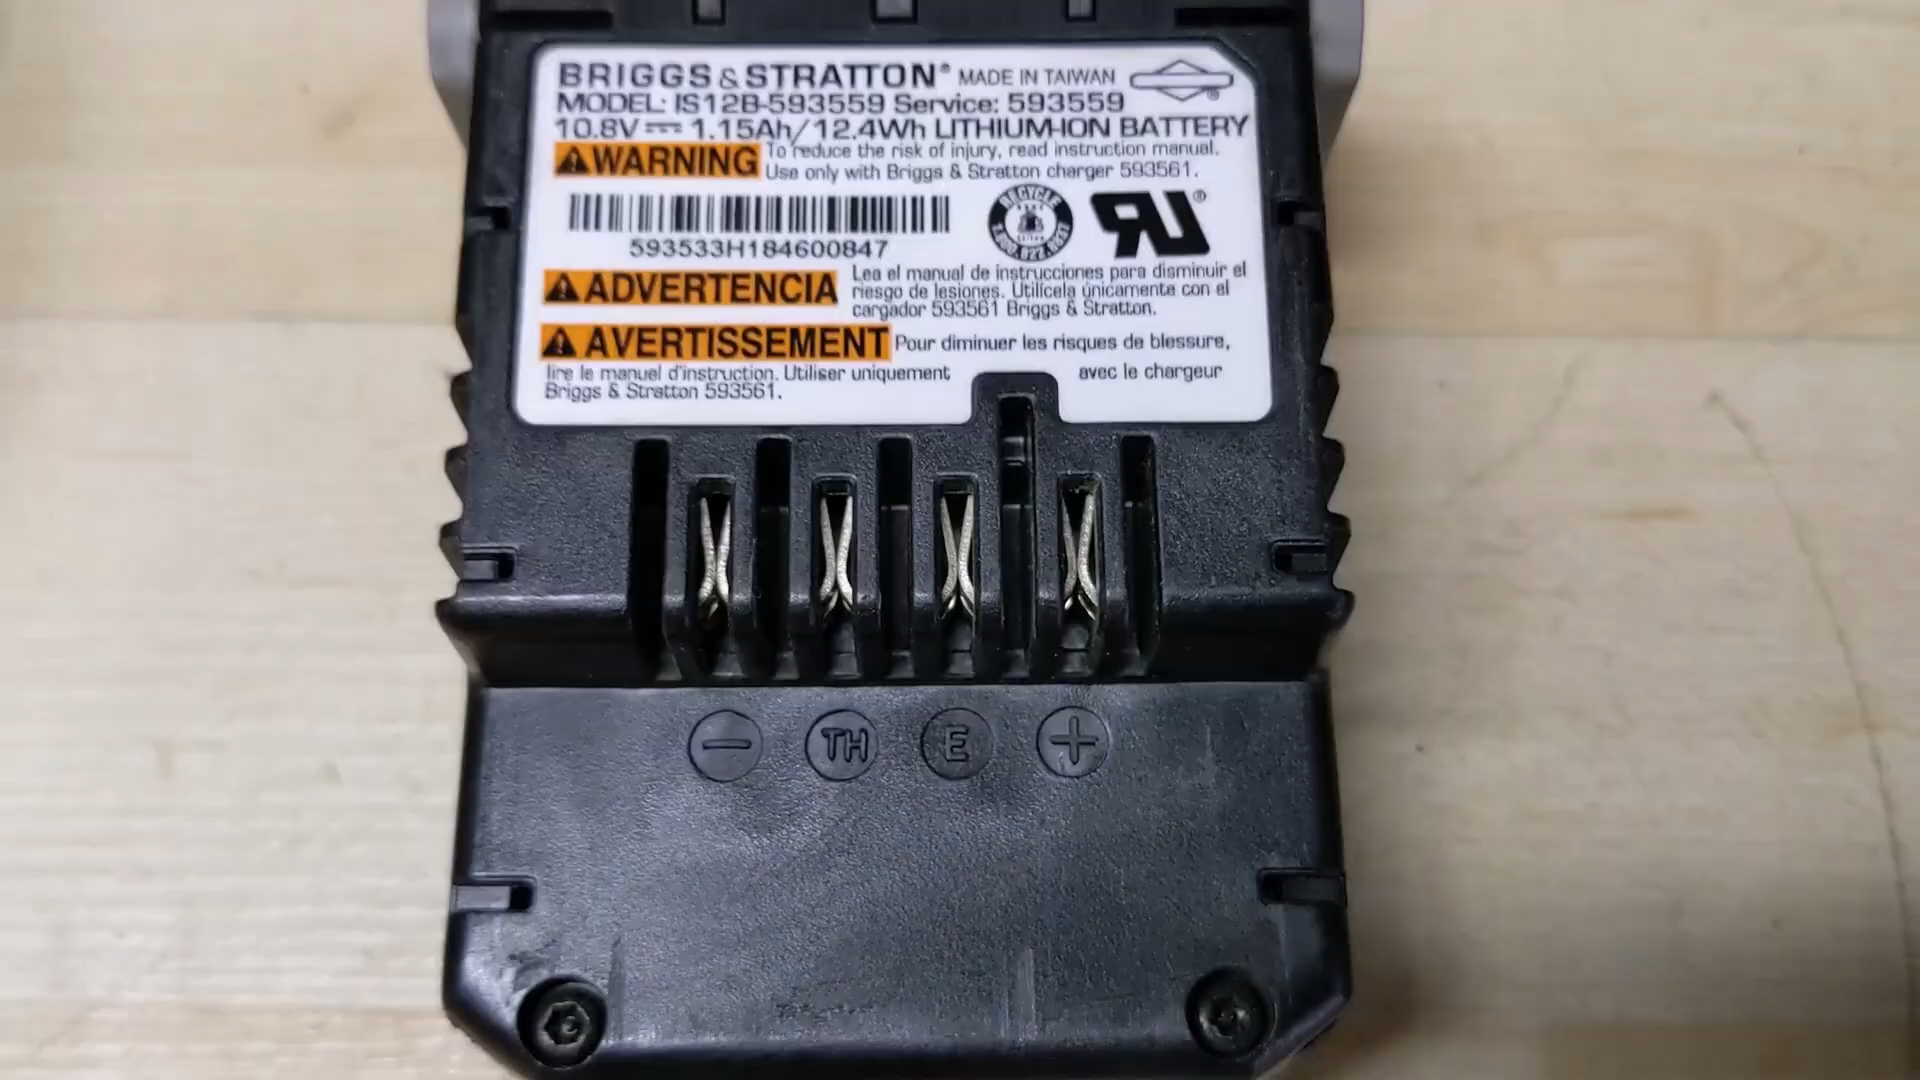 BRIGGS & STRATTON® MADE IN TAIWAN
MODEL: IS12B-593559 Service: 593559
10.8V⎓ 1.15Ah/12.4Wh LITHIUM-ION BATTERY
WARNING To reduce the risk of injury, read instruction manual.
Use only with Briggs & Stratton charger 593561.
RECYCLE
593533H184600847
ADVERTENCIA Lea el manual de instrucciones para disminuir el
riesgo de lesiones. Utilícela únicamente con el
cargador 593561 Briggs & Stratton.
AVERTISSEMENT Pour diminuer les risques de blessure,
lire le manuel d'instruction. Utiliser uniquement avec le chargeur
Briggs & Stratton 593561.
− TH E +